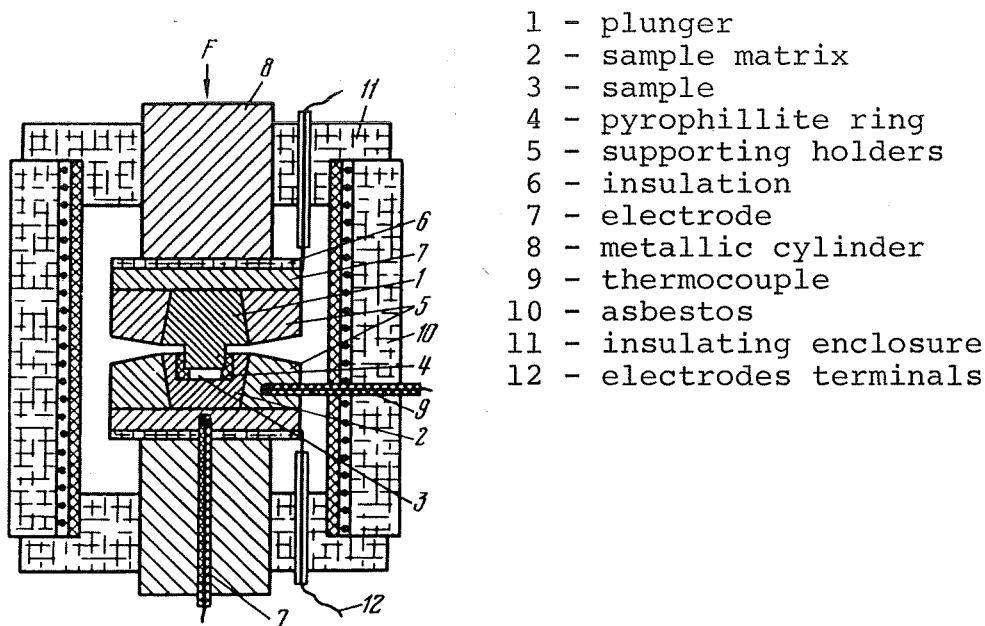 F
8
11
6
7
1
5
10
4
9
2
3
7
12
1 - plunger
2 - sample matrix
3 - sample
4 - pyrophillite ring
5 - supporting holders
6 - insulation
7 - electrode
8 - metallic cylinder
9 - thermocouple
10 - asbestos
11 - insulating enclosure
12 - electrodes terminals